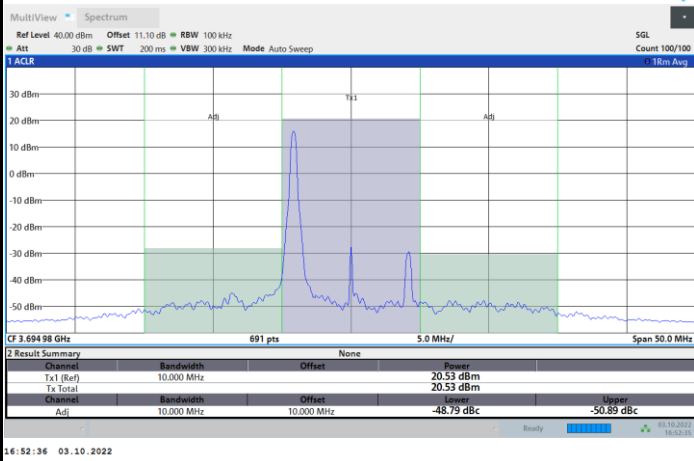 MultiView Spectrum
Ref Level 40.00 dBm Offset 11.10 dB RBW 100 kHz SGL
Att 30 dB SWT 200 ms VBW 300 kHz Mode Auto Sweep Count 100/100
1 ACLR 1Rm Avg
30 dBm
Tx1
20 dBm
Adj Adj
10 dBm
0 dBm
-10 dBm
-20 dBm
-30 dBm
-40 dBm
-50 dBm
CF 3.694 98 GHz 691 pts 5.0 MHz/ Span 50.0 MHz
2 Result Summary None
Channel Bandwidth Offset Power
Tx1 (Ref) 10.000 MHz 20.53 dBm
Tx Total 20.53 dBm
Channel Bandwidth Offset Lower Upper
Adj 10.000 MHz 10.000 MHz -48.79 dBc -50.89 dBc
Ready 03.10.2022
16:52:35
16:52:36 03.10.2022